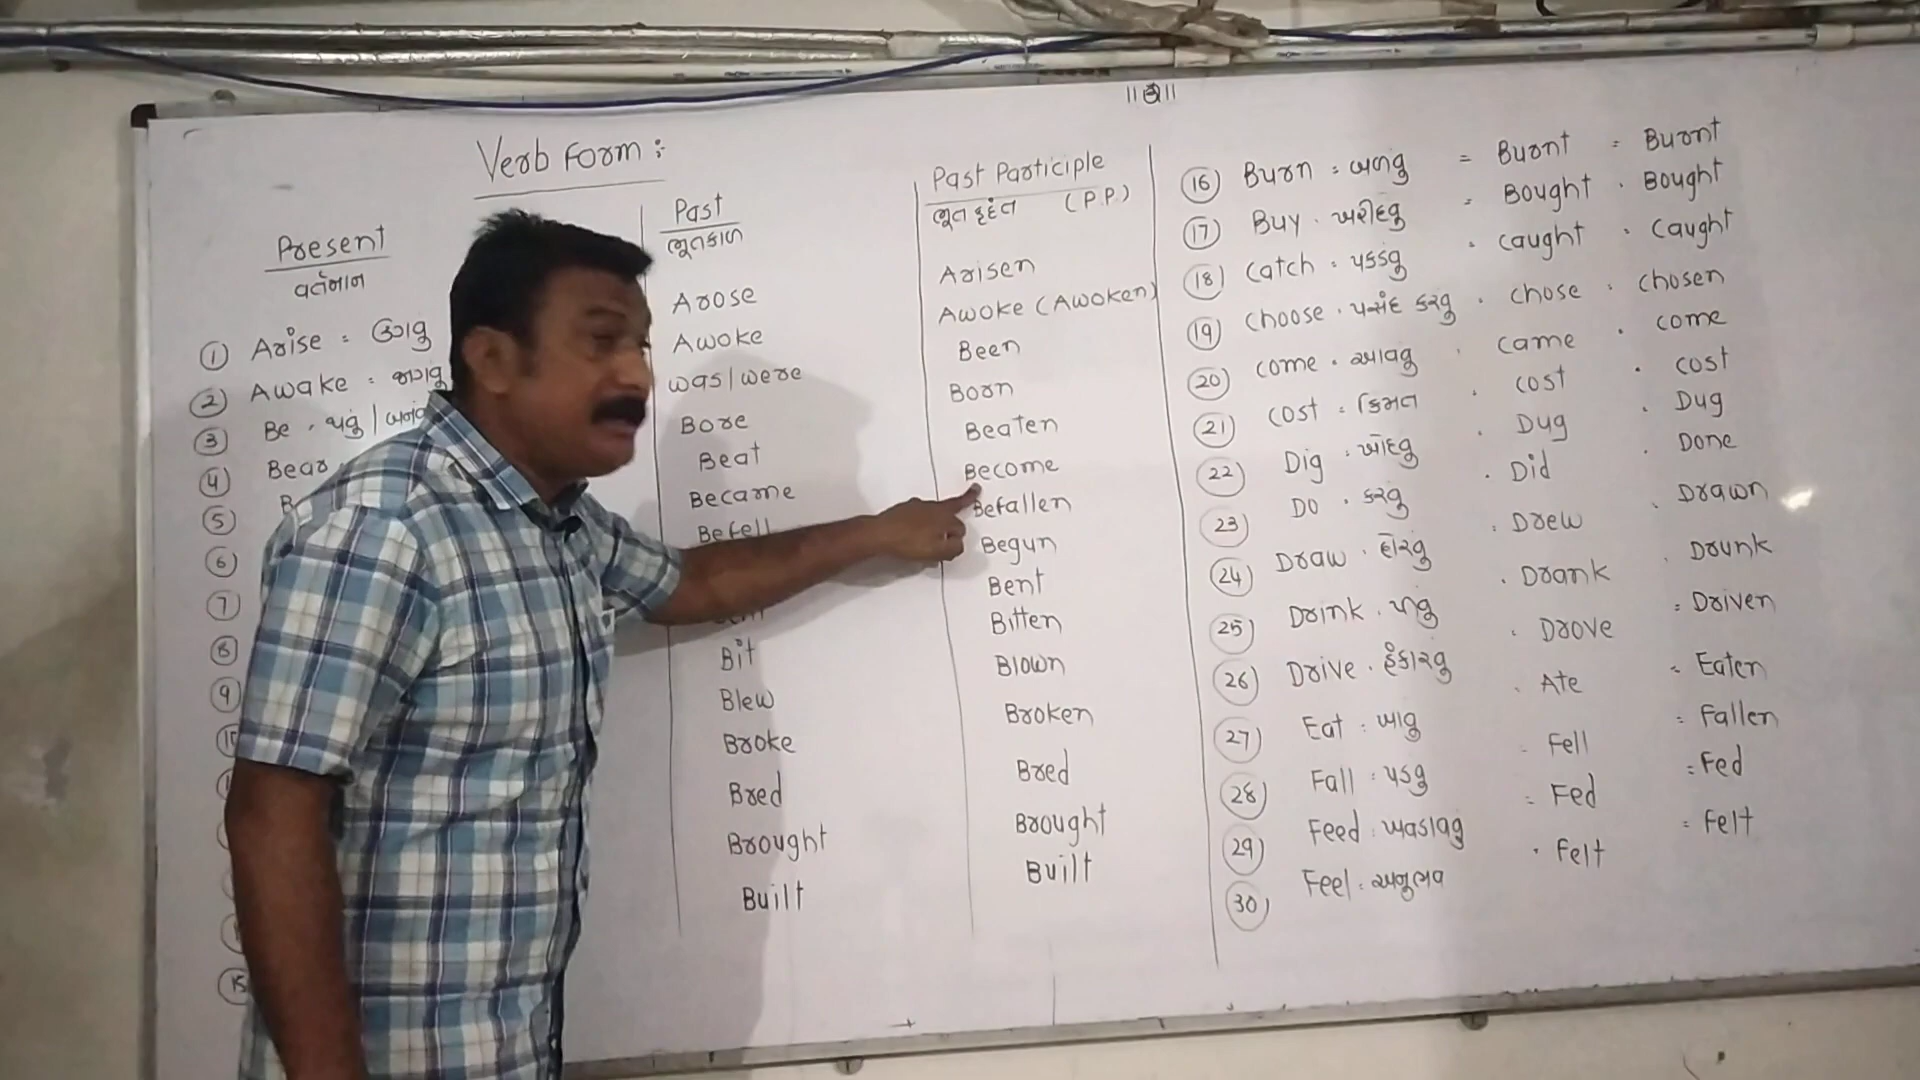 ॥ૐ॥
Verb Form :
Present
વર્તમાન
Past
ભૂતકાળ
Past Participle
ભૂત કૃદંત (P.P.)
1 Arise = ઊગવું Arose Arisen
2 Awake = જાગવું Awoke Awoke (Awoken)
3 Be . થવું / બનવું was/were Been
4 Bear Bore Born
5 Beat Beaten
6 Became Become
7 Befell Befallen
8 Begun
9 Bent
Bit Bitten
Blew Blown
Broke Broken
Bred Bred
Brought Brought
15 Built Built
16 Burn = બળવું = Burnt = Burnt
17 Buy . ખરીદવું = Bought . Bought
18 Catch = પકડવું . Caught . Caught
19 Choose . પસંદ કરવું . Chose . Chosen
20 Come . આવવું . Came . Come
21 Cost = કિંમત . Cost . Cost
22 Dig . ખોદવું . Dug . Dug
23 Do . કરવું . Did . Done
24 Draw . દોરવું . Drew . Drawn
25 Drink . પીવું . Drank . Drunk
26 Drive . હંકારવું . Drove = Driven
27 Eat = ખાવું . Ate = Eaten
28 Fall = પડવું - Fell = Fallen
29 Feed = ખવડાવવું = Fed = Fed
30 Feel = અનુભવ . Felt = Felt